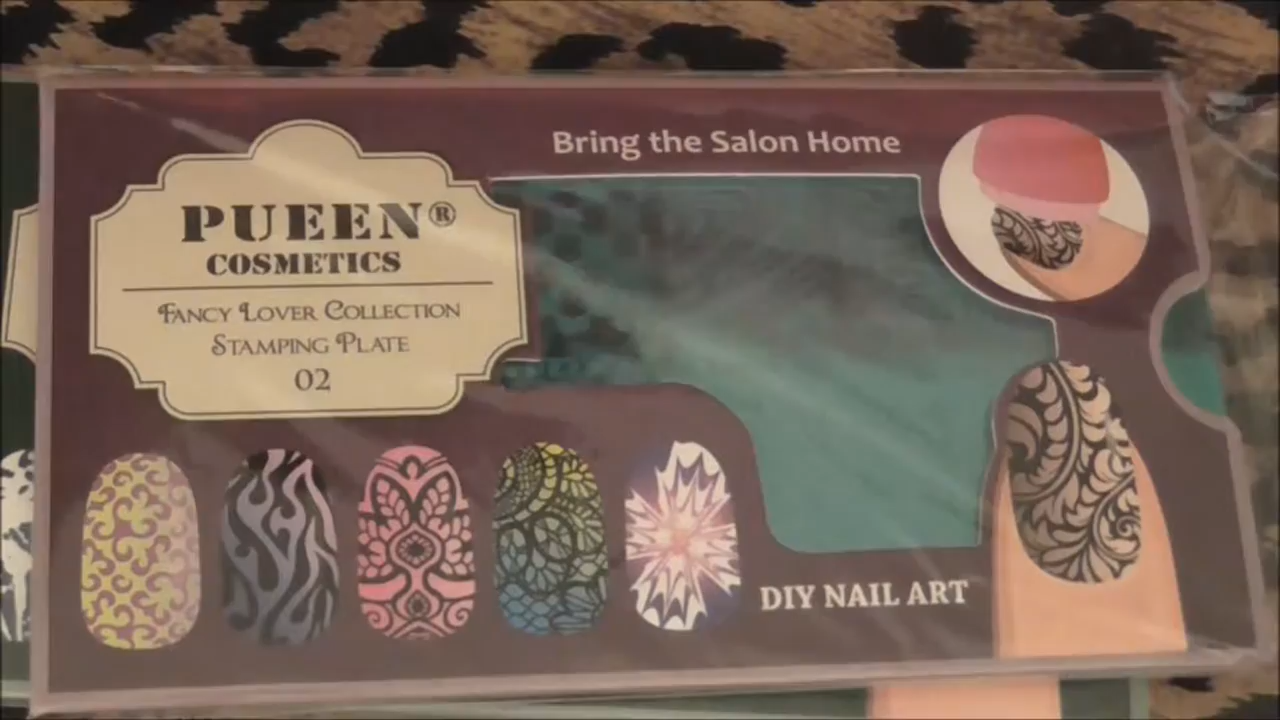 Bring the Salon Home
PUEEN®
COSMETICS
Fancy Lover Collection
Stamping Plate
02
DIY NAIL ART